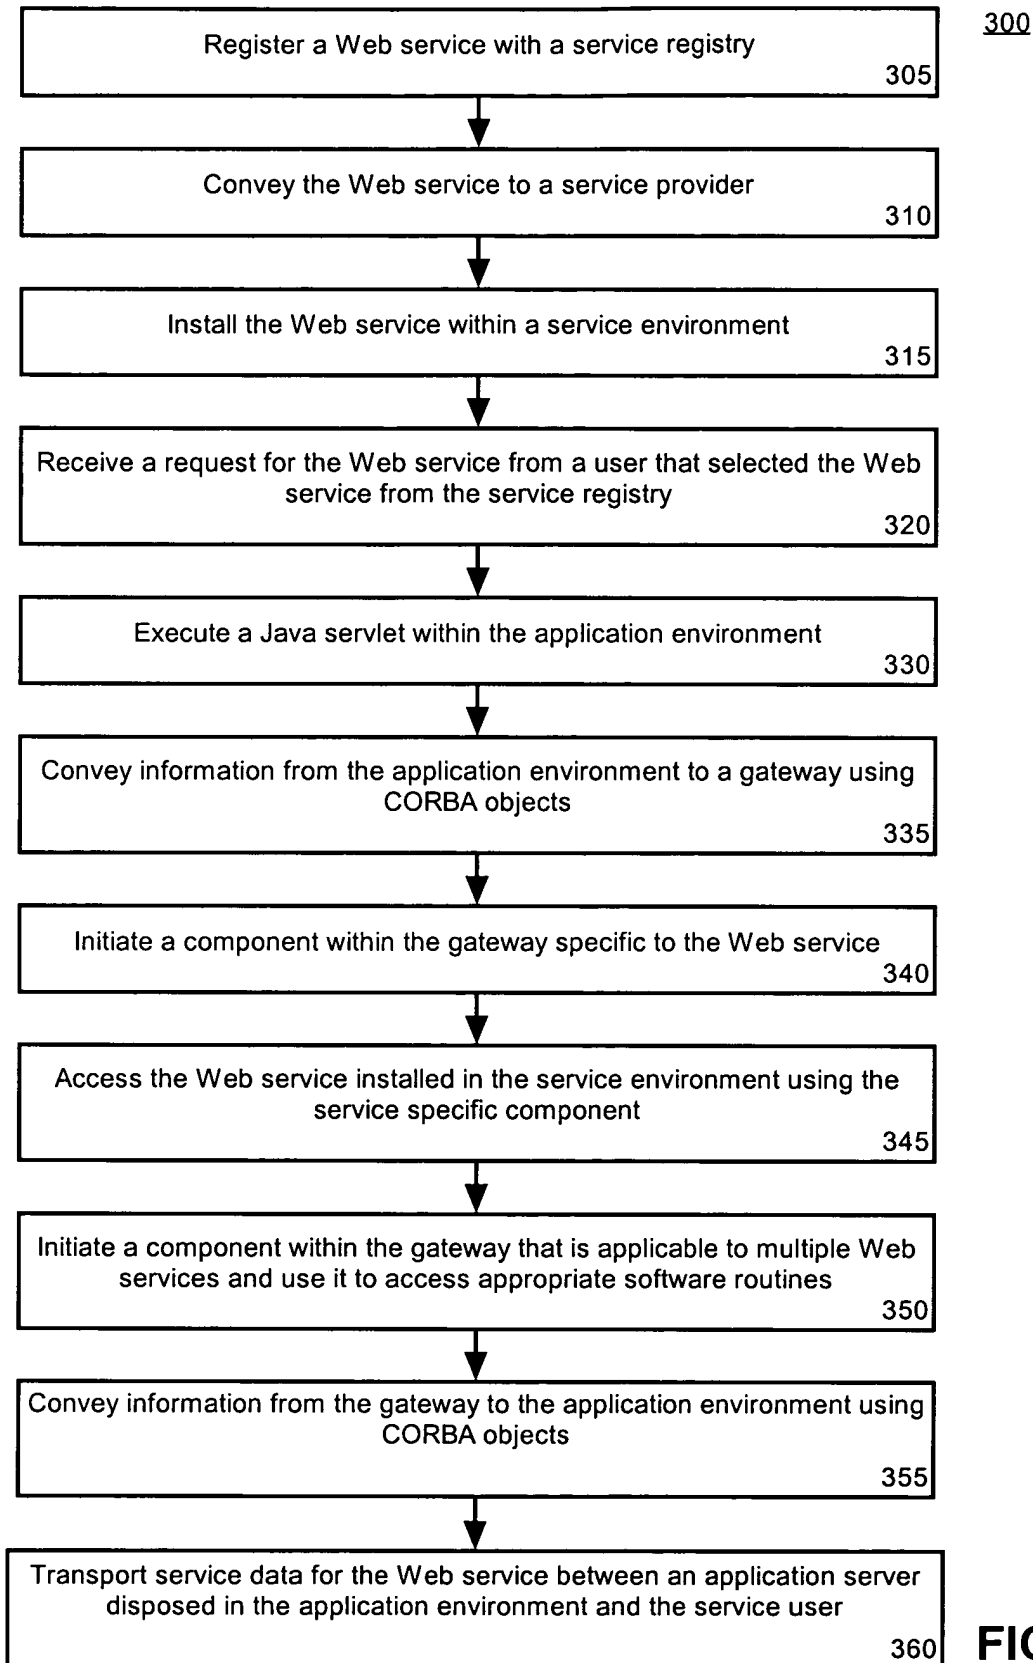 300
Register a Web service with a service registry
305
Convey the Web service to a service provider
310
Install the Web service within a service environment
315
Receive a request for the Web service from a user that selected the Web
service from the service registry
320
Execute a Java servlet within the application environment
330
Convey information from the application environment to a gateway using
CORBA objects
335
Initiate a component within the gateway specific to the Web service
340
Access the Web service installed in the service environment using the
service specific component
345
Initiate a component within the gateway that is applicable to multiple Web
services and use it to access appropriate software routines
350
Convey information from the gateway to the application environment using
CORBA objects
355
Transport service data for the Web service between an application server
disposed in the application environment and the service user
360